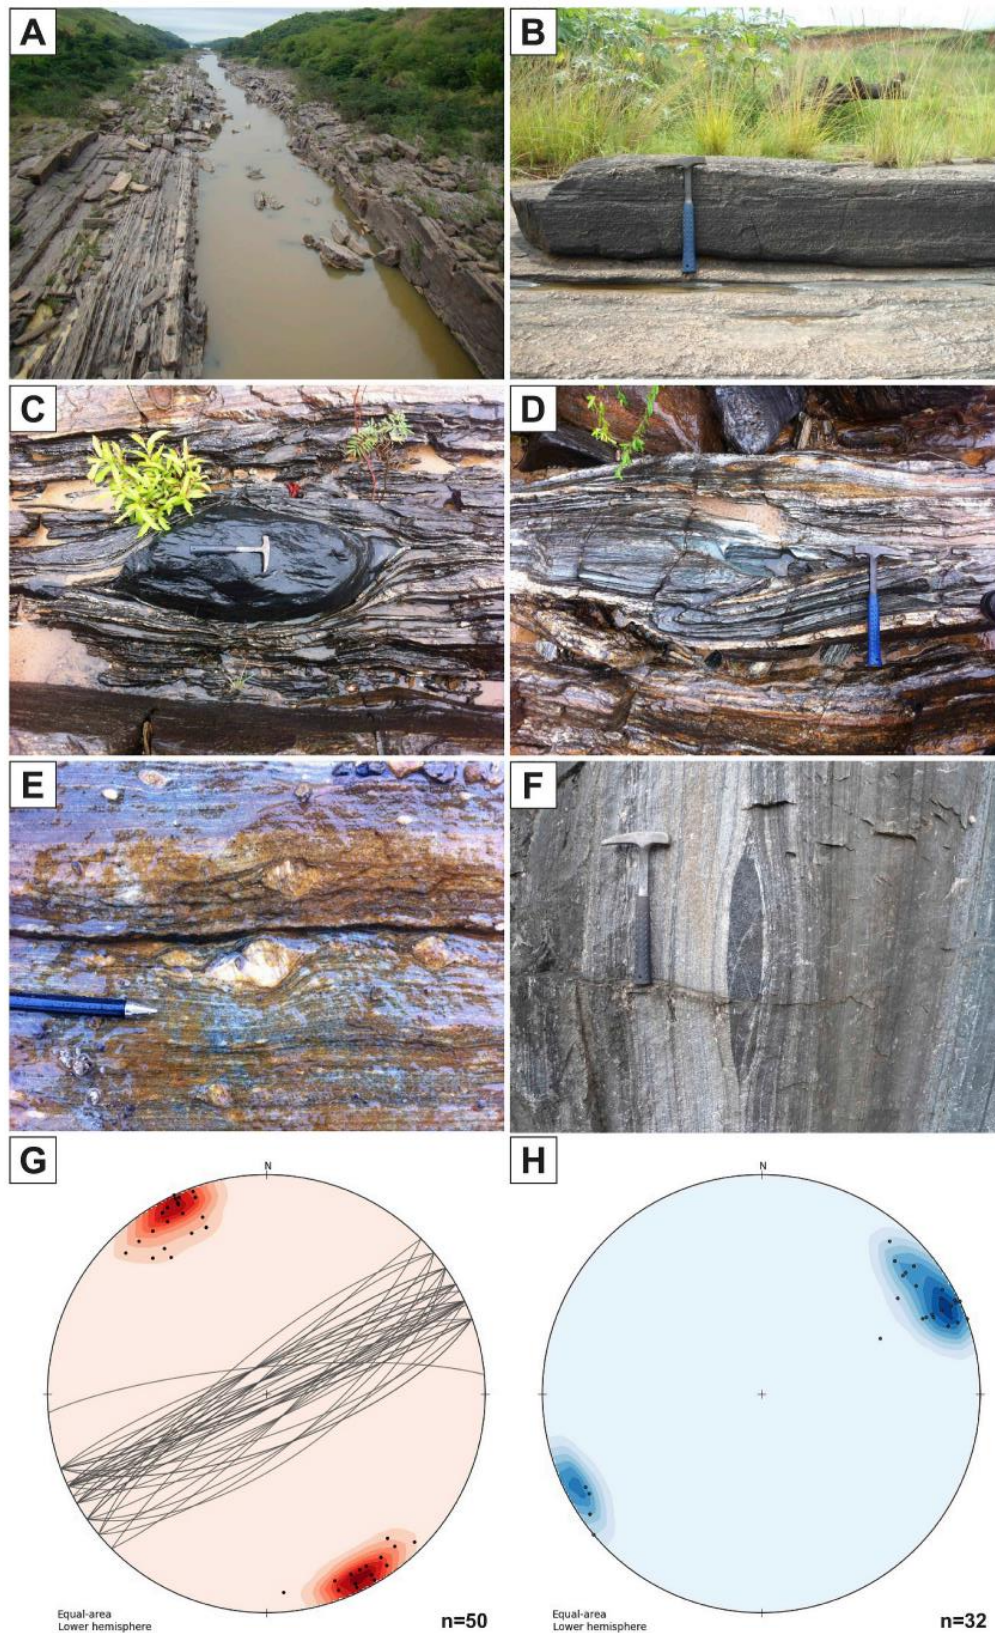 A
B
C
D
E
F
G
H
N
N
Equal-area
Lower hemisphere
n=50
Equal-area
Lower hemisphere
n=32